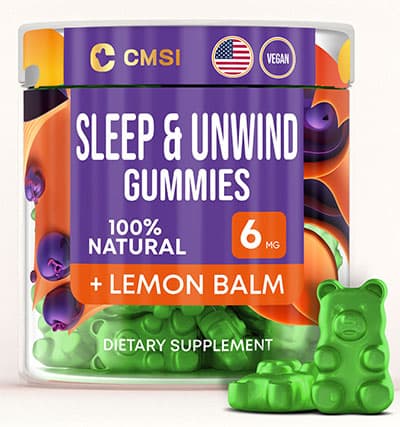 CMSI
VEGAN
SLEEP & UNWIND
GUMMIES
100%
NATURAL
6 MG
+ LEMON BALM
DIETARY SUPPLEMENT